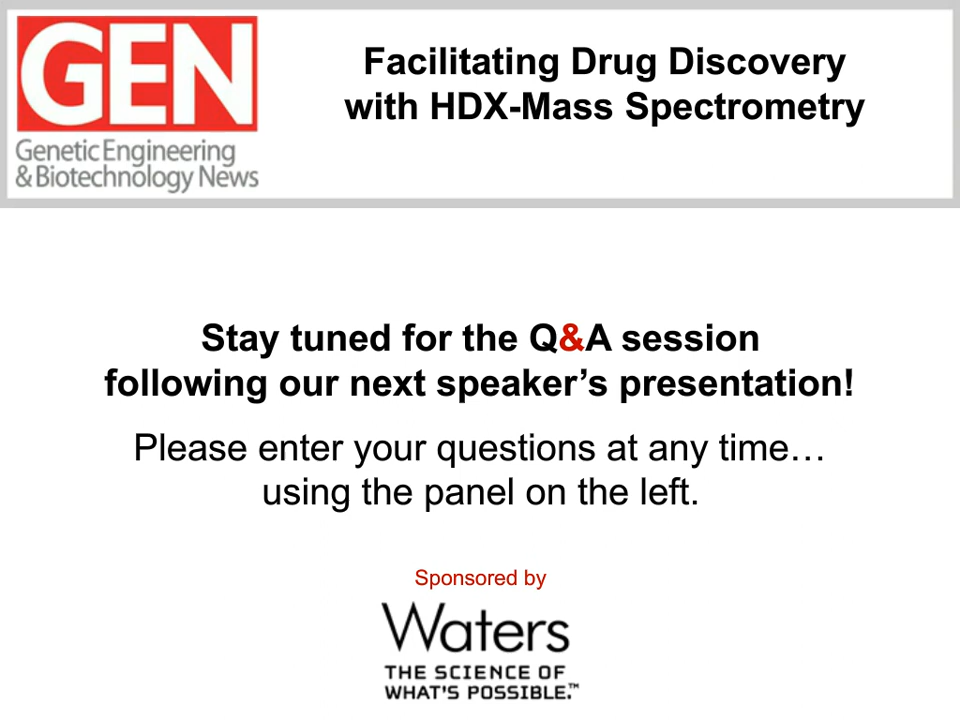 GEN
Genetic Engineering
& Biotechnology News
Facilitating Drug Discovery
with HDX-Mass Spectrometry
Stay tuned for the Q&A session
following our next speaker’s presentation!
Please enter your questions at any time…
using the panel on the left.
Sponsored by
Waters
THE SCIENCE OF
WHAT'S POSSIBLE.™